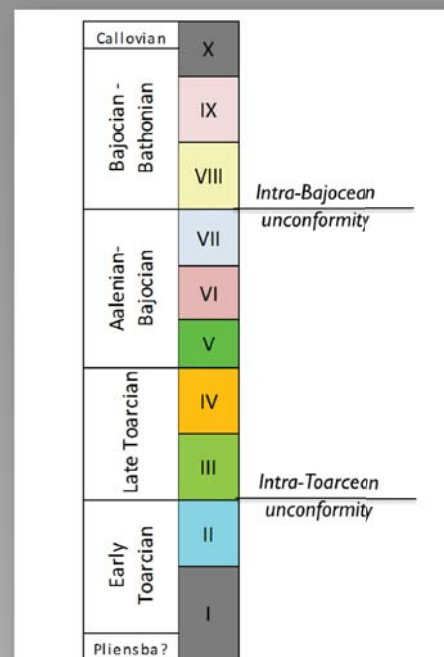 Callovian
X
Bajocian -
Bathonian
IX
VIII
Intra-Bajocean
unconformity
Aalenian-
Bajocian
VII
VI
V
Late Toarcian
IV
III
Intra-Toarcean
unconformity
Early
Toarcian
II
I
Pliensba?